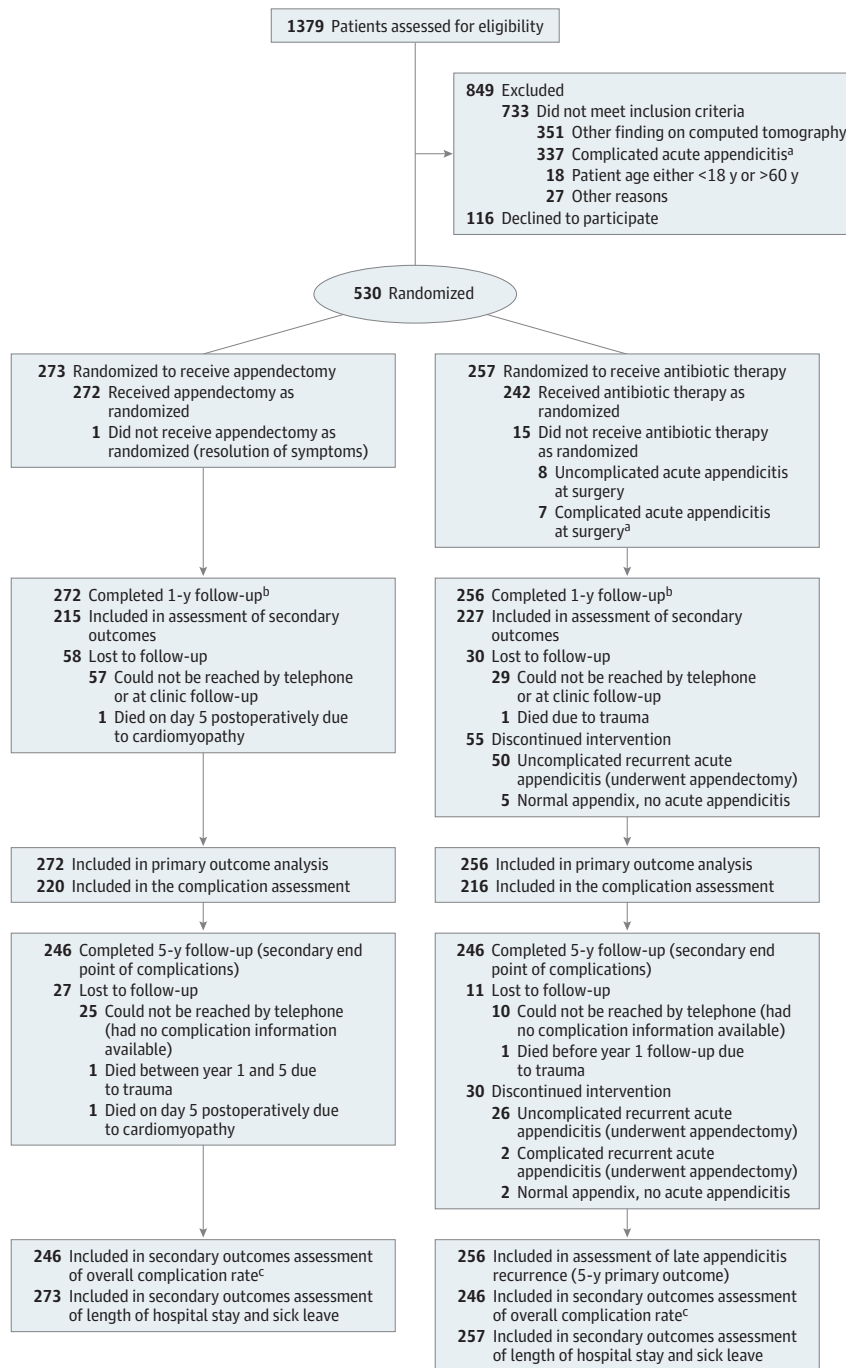 1379 Patients assessed for eligibility
849 Excluded
733 Did not meet inclusion criteria
351 Other finding on computed tomography
337 Complicated acute appendicitisᵃ
18 Patient age either <18 y or >60 y
27 Other reasons
116 Declined to participate
530 Randomized
273 Randomized to receive appendectomy
272 Received appendectomy as
randomized
1 Did not receive appendectomy as
randomized (resolution of symptoms)
257 Randomized to receive antibiotic therapy
242 Received antibiotic therapy as
randomized
15 Did not receive antibiotic therapy
as randomized
8 Uncomplicated acute appendicitis
at surgery
7 Complicated acute appendicitis
at surgeryᵃ
272 Completed 1-y follow-upᵇ
215 Included in assessment of secondary
outcomes
58 Lost to follow-up
57 Could not be reached by telephone
or at clinic follow-up
1 Died on day 5 postoperatively due
to cardiomyopathy
256 Completed 1-y follow-upᵇ
227 Included in assessment of secondary
outcomes
30 Lost to follow-up
29 Could not be reached by telephone
or at clinic follow-up
1 Died due to trauma
55 Discontinued intervention
50 Uncomplicated recurrent acute
appendicitis (underwent appendectomy)
5 Normal appendix, no acute appendicitis
272 Included in primary outcome analysis
220 Included in the complication assessment
256 Included in primary outcome analysis
216 Included in the complication assessment
246 Completed 5-y follow-up (secondary end
point of complications)
27 Lost to follow-up
25 Could not be reached by telephone
(had no complication information
available)
1 Died between year 1 and 5 due
to trauma
1 Died on day 5 postoperatively due
to cardiomyopathy
246 Completed 5-y follow-up (secondary end
point of complications)
11 Lost to follow-up
10 Could not be reached by telephone (had
no complication information available)
1 Died before year 1 follow-up due
to trauma
30 Discontinued intervention
26 Uncomplicated recurrent acute
appendicitis (underwent appendectomy)
2 Complicated recurrent acute
appendicitis (underwent appendectomy)
2 Normal appendix, no acute appendicitis
246 Included in secondary outcomes assessment
of overall complication rateᶜ
273 Included in secondary outcomes assessment
of length of hospital stay and sick leave
256 Included in assessment of late appendicitis
recurrence (5-y primary outcome)
246 Included in secondary outcomes assessment
of overall complication rateᶜ
257 Included in secondary outcomes assessment
of length of hospital stay and sick leave